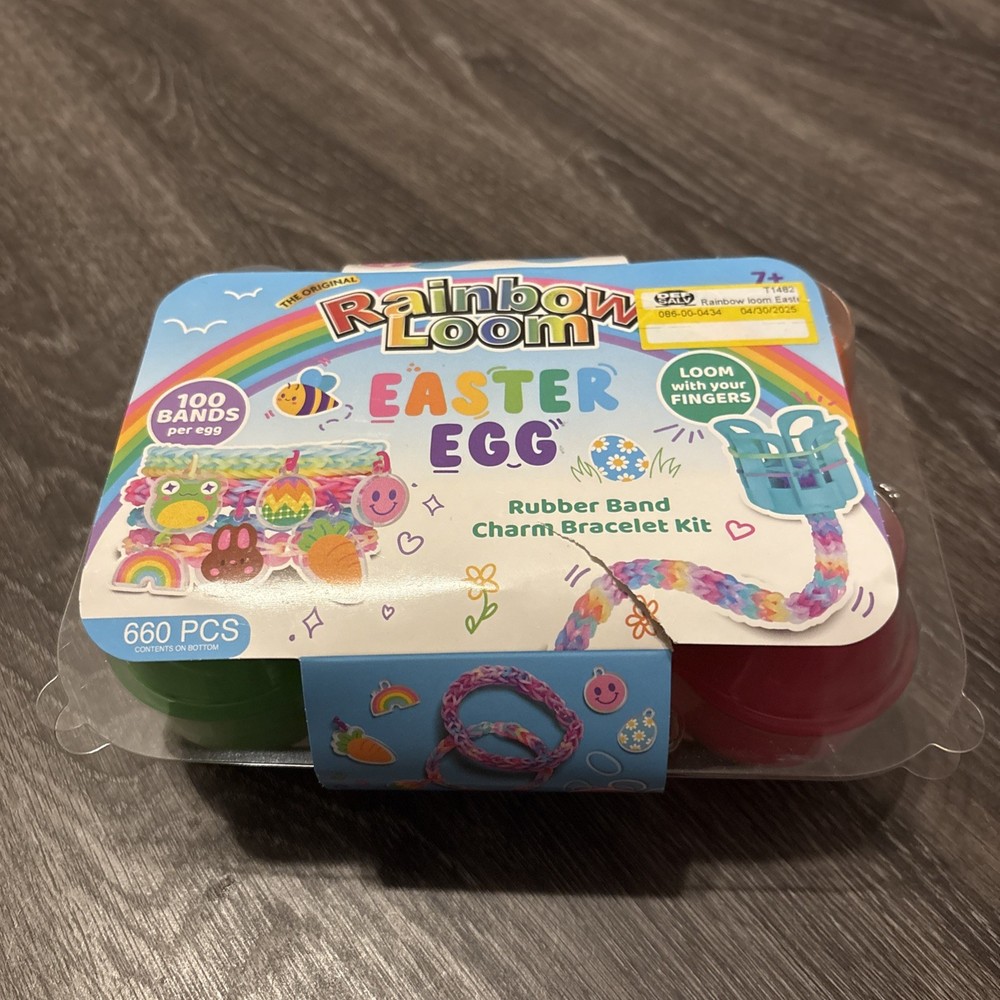 THE ORIGINAL
Rainbow
Loom
7+
T1482
Rainbow loom Easte
086-00-0434 04/30/2025
EASTER
EGG
100
BANDS
per egg
LOOM
with your
FINGERS
Rubber Band
Charm Bracelet Kit
660 PCS
CONTENTS ON BOTTOM